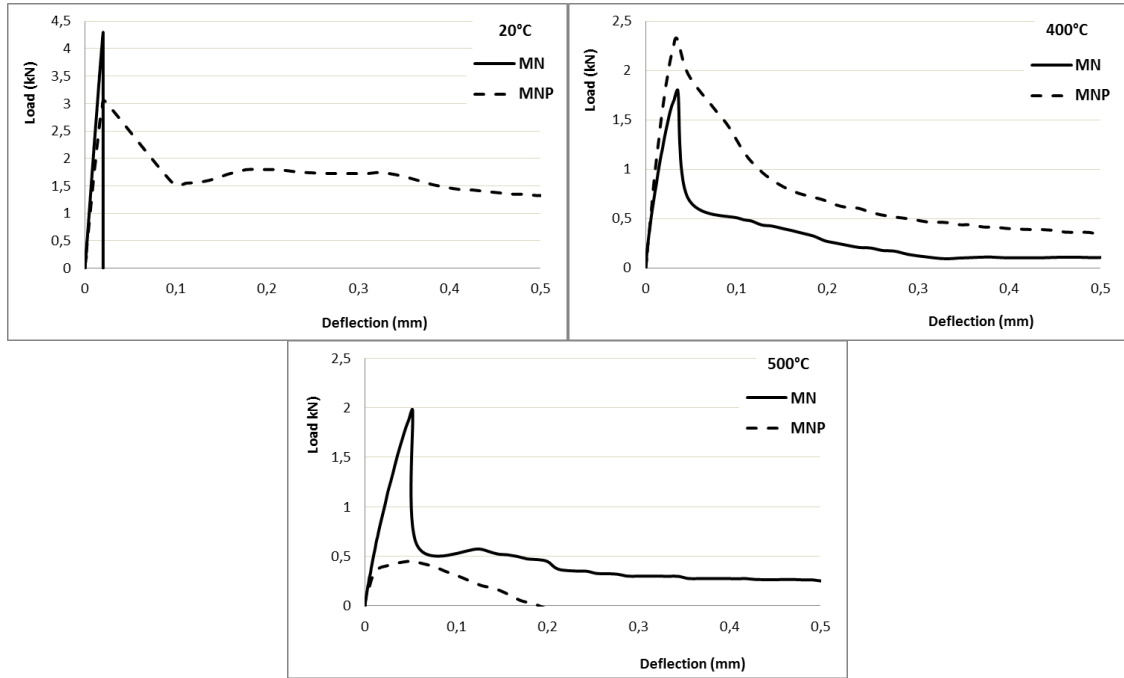 20°C
Load (kN)
4,5
4
3,5
3
2,5
2
1,5
1
0,5
0
MN
MNP
0 0,1 0,2 0,3 0,4 0,5
Deflection (mm)
400°C
Load (kN)
2,5
2
1,5
1
0,5
0
MN
MNP
0 0,1 0,2 0,3 0,4 0,5
Deflection (mm)
500°C
Load kN)
2,5
2
1,5
1
0,5
0
MN
MNP
0 0,1 0,2 0,3 0,4 0,5
Deflection (mm)